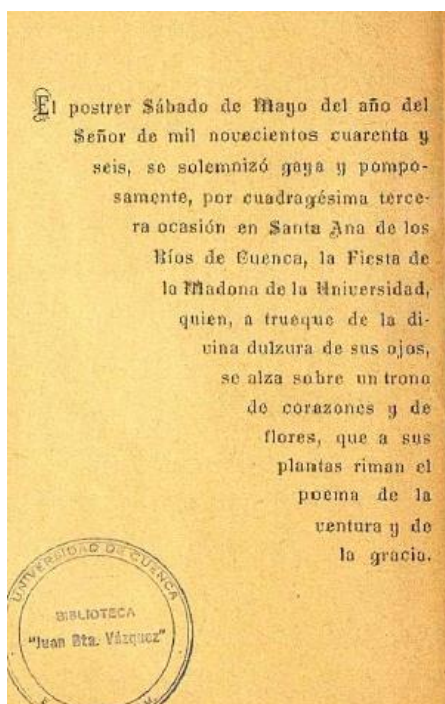 El postrer Sábado de Mayo del año del
Señor de mil novecientos cuarenta y
seis, se solemnizó gaya y pompo-
samente, por cuadragésima terce-
ra ocasión en Santa Ana de los
Ríos de Cuenca, la Fiesta de
la Madona de la Universidad,
quien, a trueque de la di-
vina dulzura de sus ojos,
se alza sobre un trono
de corazones y de
flores, que a sus
plantas riman el
poema de la
ventura y de
la gracia.
UNIVERSIDAD DE CUENCA
BIBLIOTECA
"Juan Bta. Vázquez"